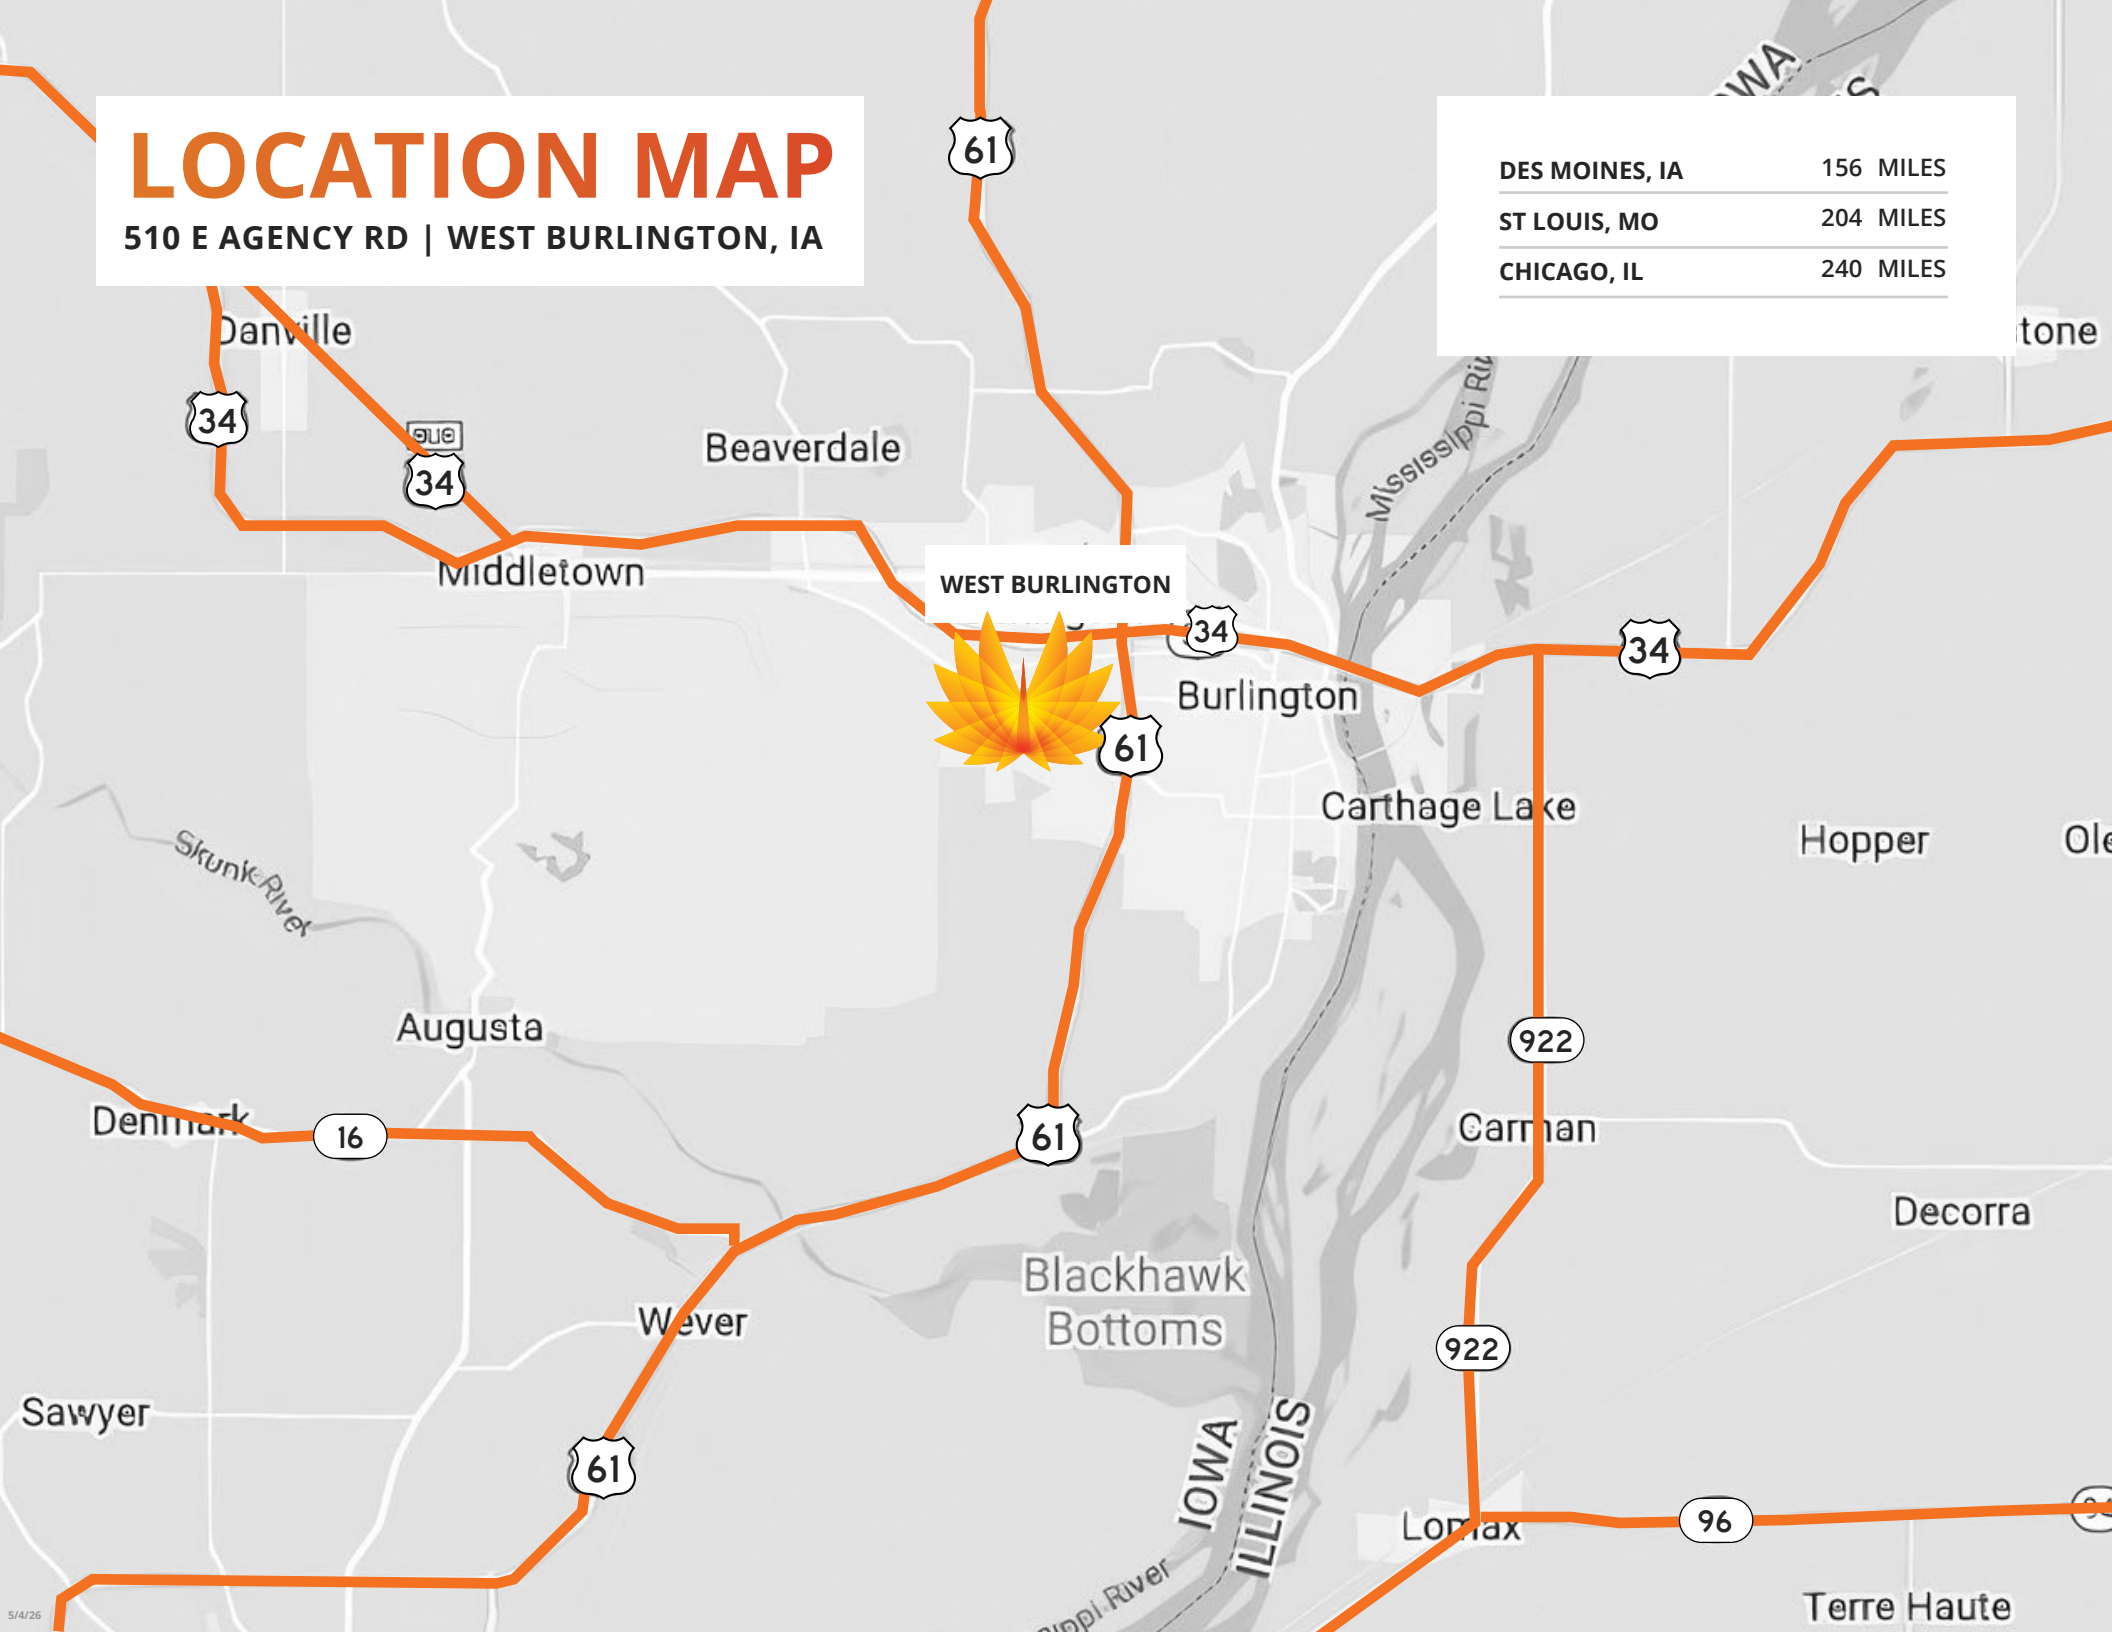 LOCATION MAP
510 E AGENCY RD | WEST BURLINGTON, IA
61
DES MOINES, IA 156 MILES
ST LOUIS, MO 204 MILES
CHICAGO, IL 240 MILES
Danville
34
34
Beaverdale
Mississippi
Middletown
WEST BURLINGTON
34
34
Burlington
61
Carthage Lake
Hopper
Skunk River
Augusta
922
Denmark
16
61
Carman
Decorra
Blackhawk
Bottoms
Wever
922
Sawyer
IOWA
ILLINOIS
61
Lomax
96
River
Terre Haute
5/4/26